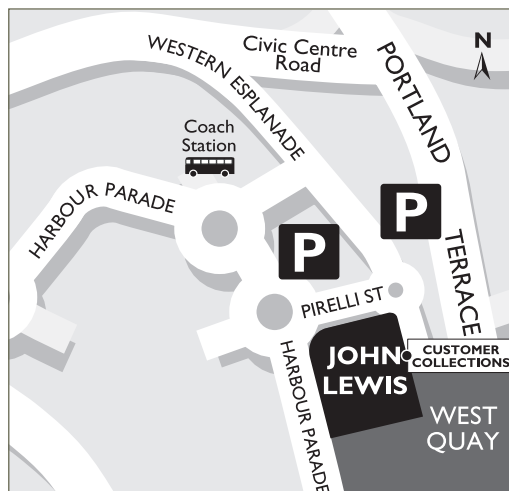 WESTERN ESPLANADE
Civic Centre
Road
PORTLAND
TERRACE
N
Coach
Station
HARBOUR PARADE
P
P
PIRELLI ST
HARBOUR PARADE
JOHN
LEWIS
CUSTOMER
COLLECTIONS
WEST
QUAY